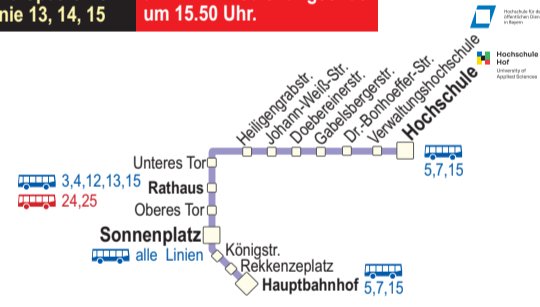 nie 13, 14, 15
um 15.50 Uhr.
Hochschule für den
öffentlichen Dienst
in Bayern
Hochschule
Hof
University of
Applied Sciences
Heiligengrabstr.
Johann-Weiß-Str.
Doebereinerstr.
Gabelsbergerstr.
Dr.-Bonhoeffer-Str.
Verwaltungshochschule
Hochschule
5,7,15
Unteres Tor
3,4,12,13,15
Rathaus
24,25
Oberes Tor
Sonnenplatz
alle Linien
Königstr.
Rekkenzeplatz
Hauptbahnhof
5,7,15